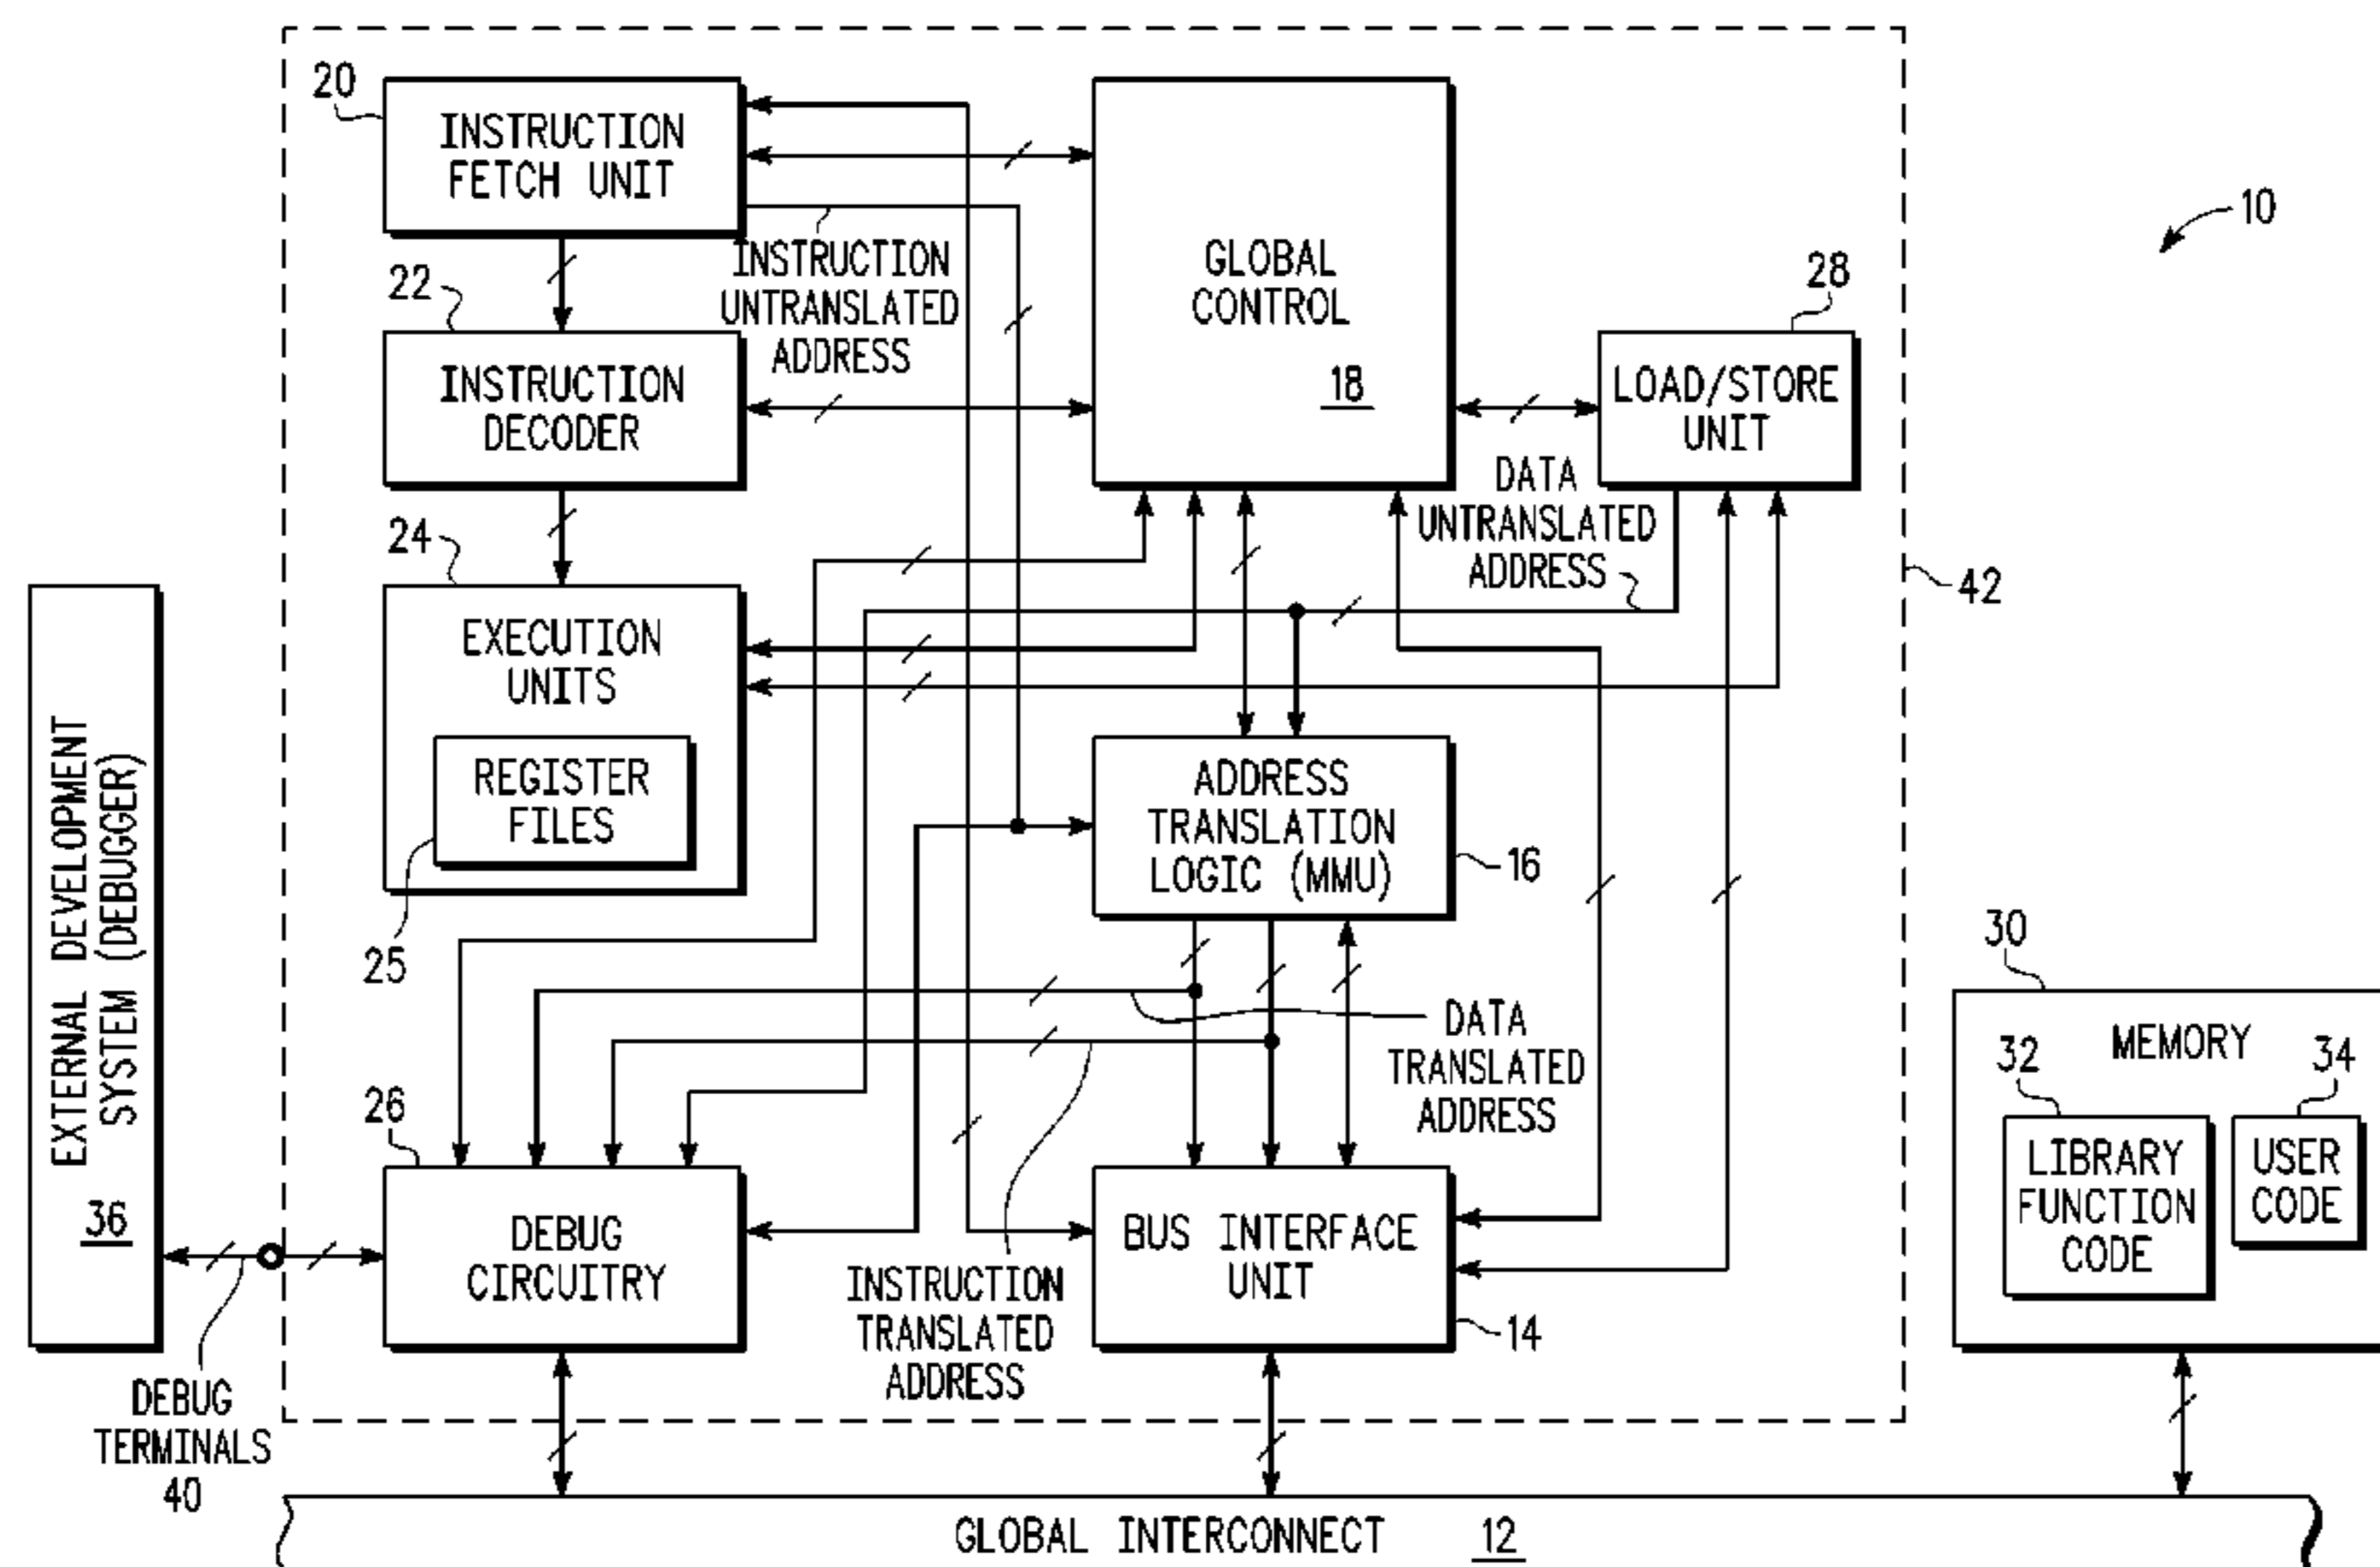 20
INSTRUCTION
FETCH UNIT
INSTRUCTION
UNTRANSLATED
ADDRESS
GLOBAL
CONTROL
18
10
22
INSTRUCTION
DECODER
28
LOAD/STORE
UNIT
DATA
UNTRANSLATED
ADDRESS
42
24
EXECUTION
UNITS
REGISTER
FILES
25
ADDRESS
TRANSLATION
LOGIC (MMU)
16
EXTERNAL DEVELOPMENT
SYSTEM (DEBUGGER)
36
DATA
TRANSLATED
ADDRESS
30
MEMORY
32
LIBRARY
FUNCTION
CODE
34
USER
CODE
26
DEBUG
CIRCUITRY
INSTRUCTION
TRANSLATED
ADDRESS
BUS INTERFACE
UNIT
14
DEBUG
TERMINALS
40
GLOBAL INTERCONNECT 12